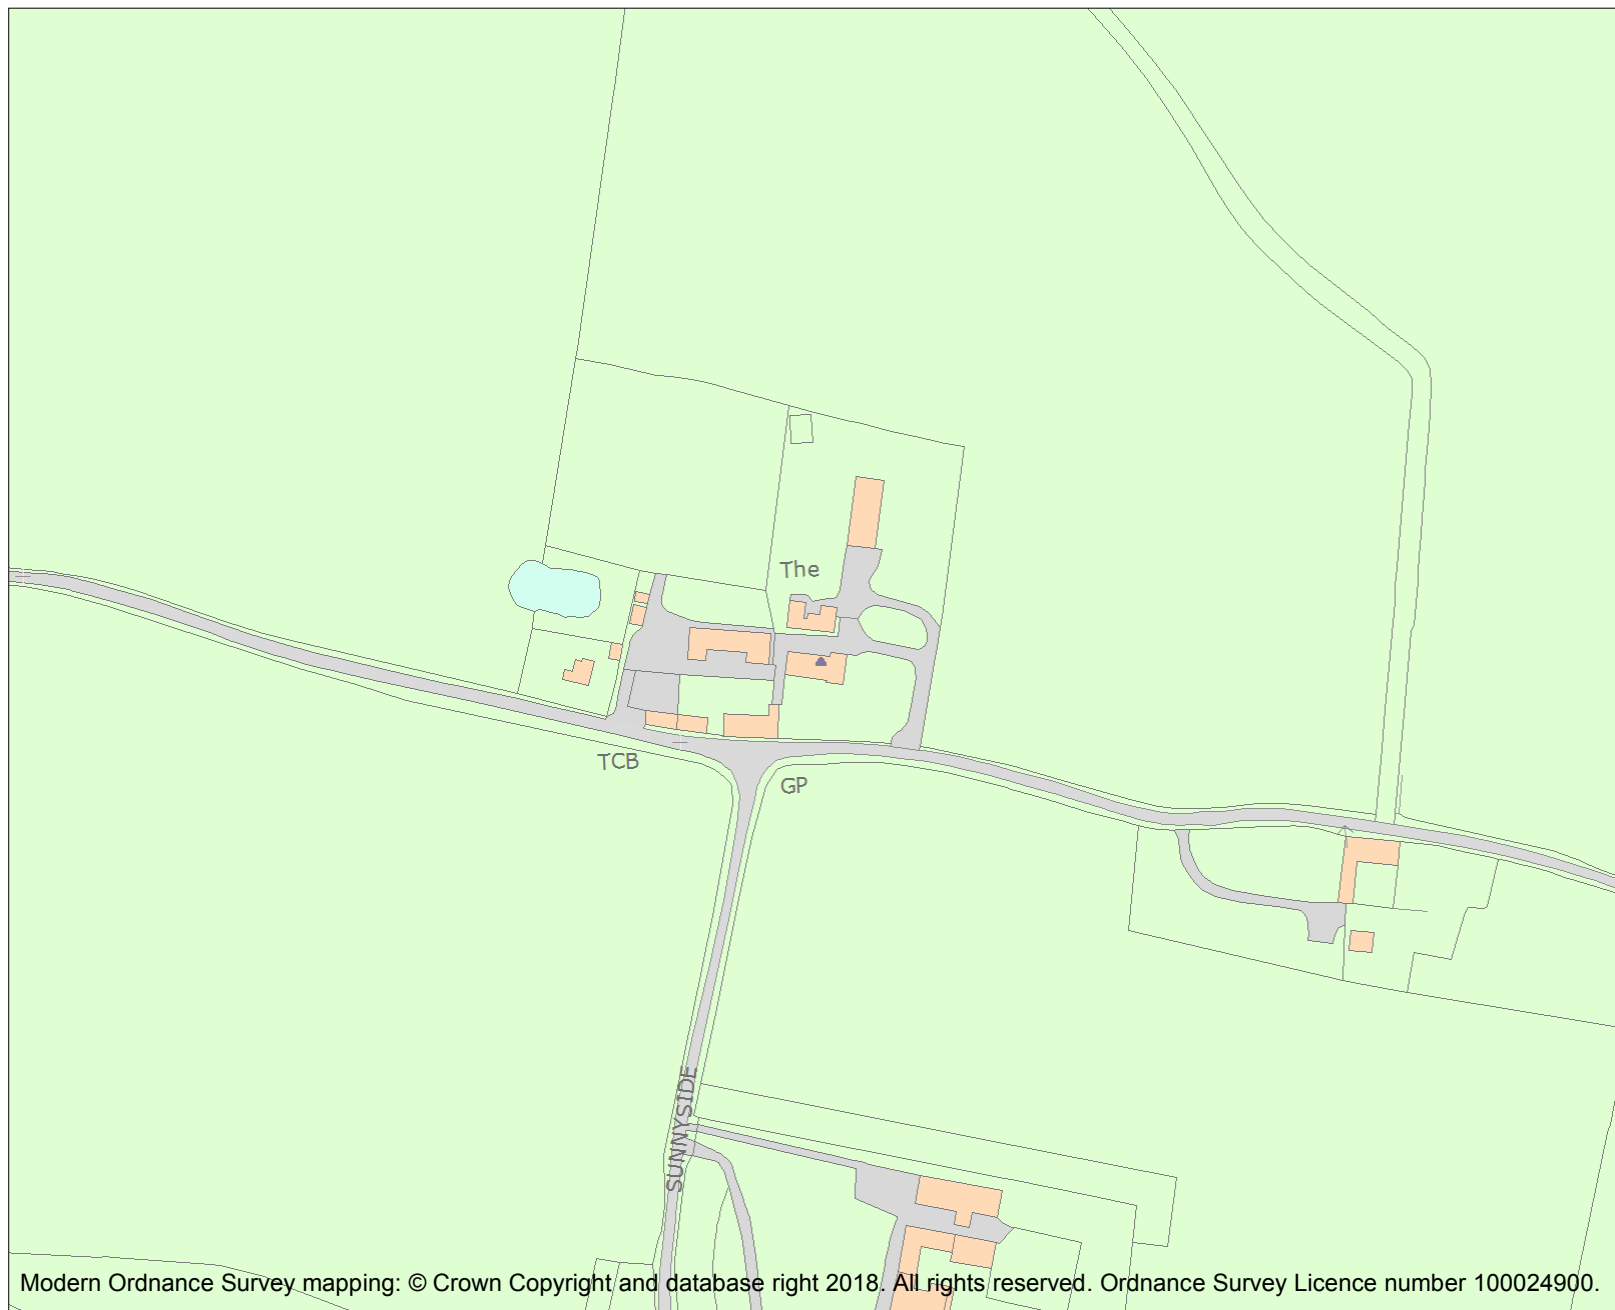 The
TCB
GP
SUNNYSIDE
Modern Ordnance Survey mapping: © Crown Copyright and database right 2018. All rights reserved. Ordnance Survey Licence number 100024900.